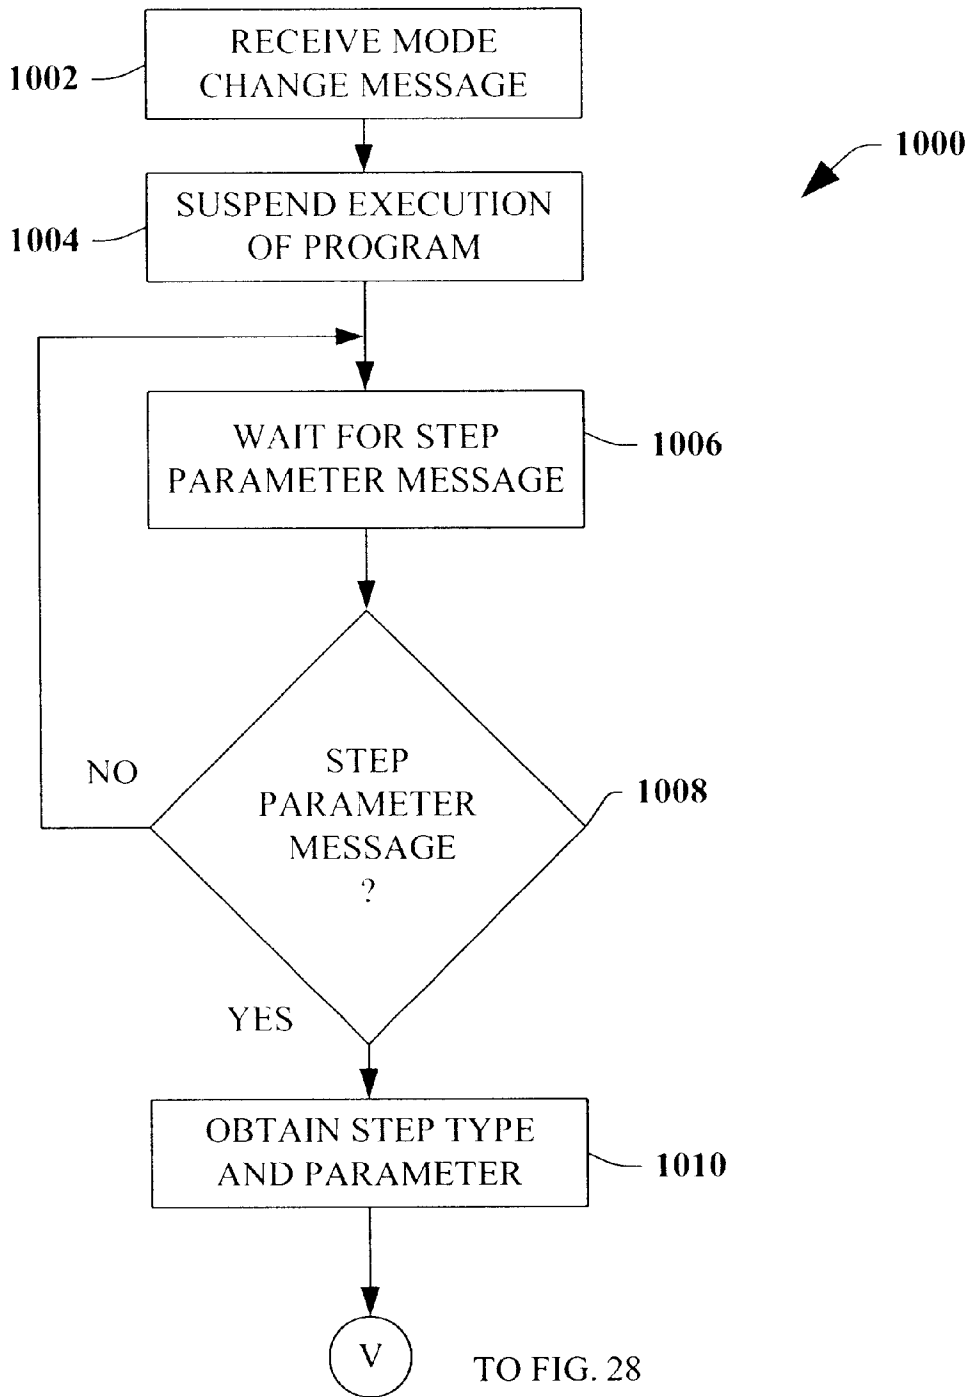 RECEIVE MODE
CHANGE MESSAGE
1002
1000
SUSPEND EXECUTION
OF PROGRAM
1004
WAIT FOR STEP
PARAMETER MESSAGE
1006
STEP
PARAMETER
MESSAGE
?
NO
1008
YES
OBTAIN STEP TYPE
AND PARAMETER
1010
V
TO FIG. 28